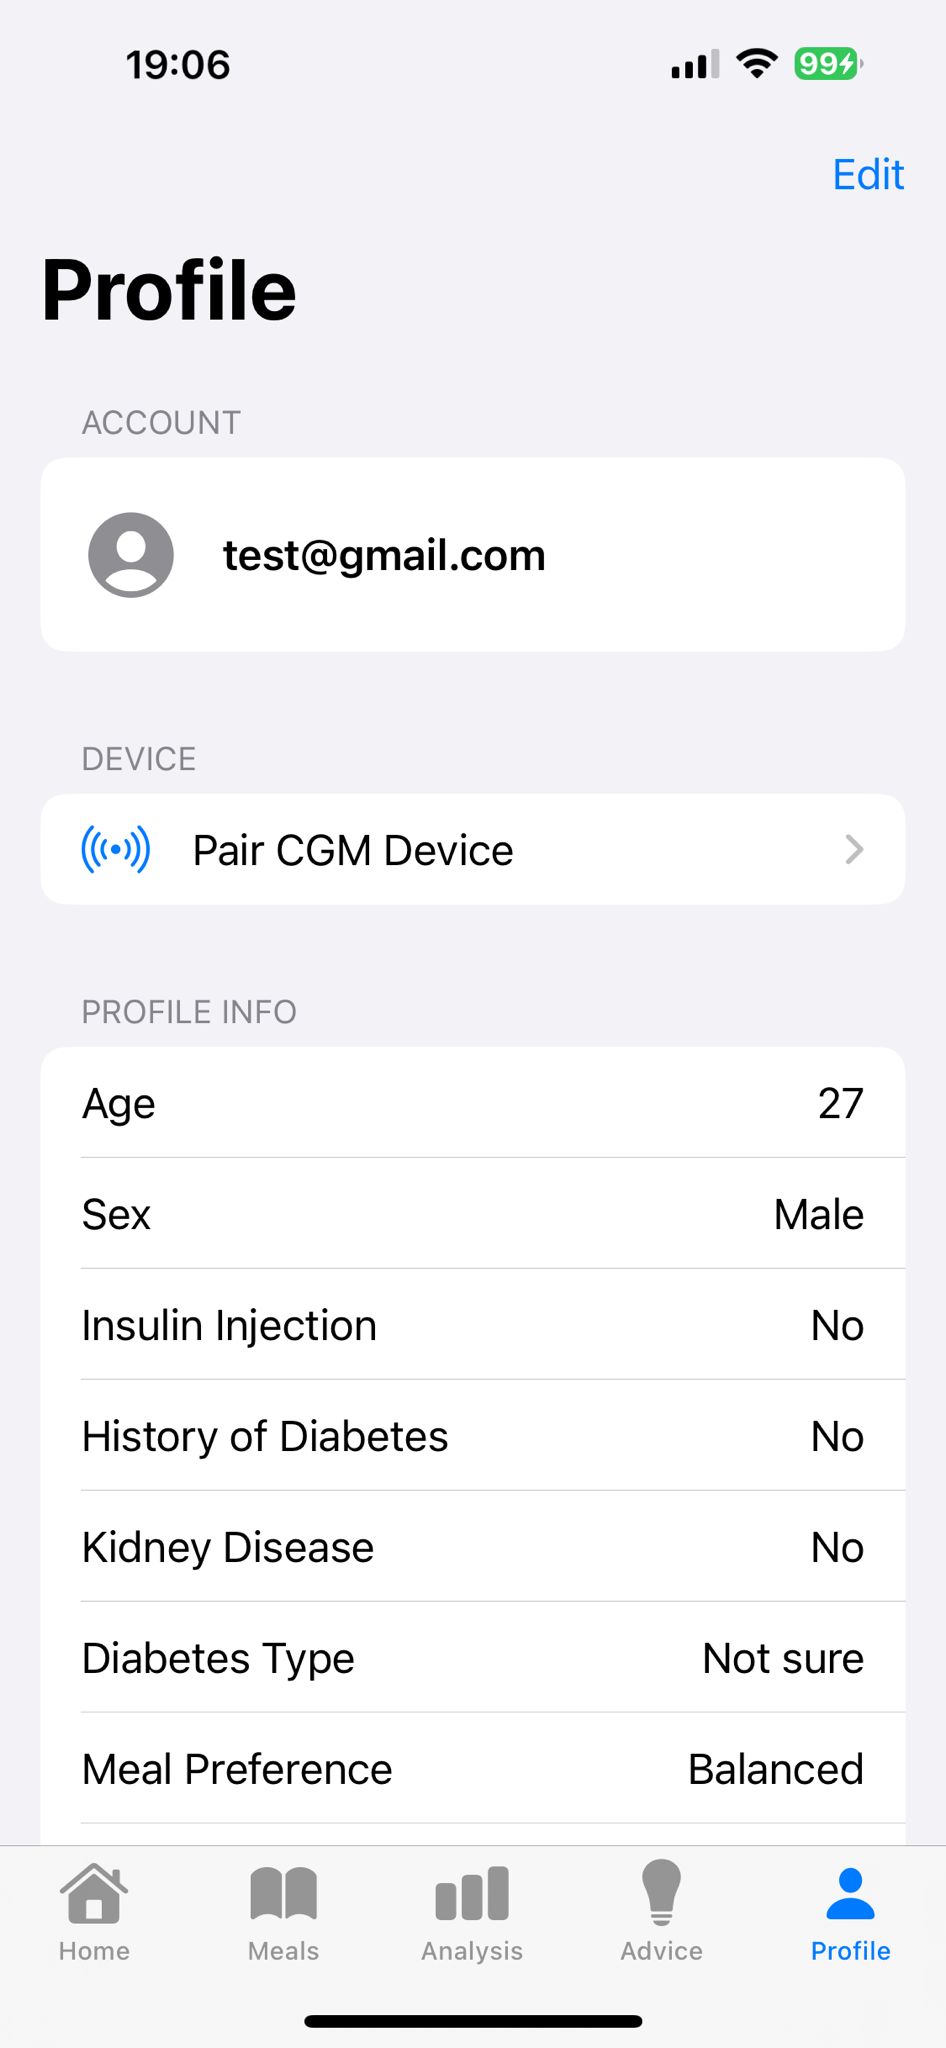 19:06
99
Edit
Profile
ACCOUNT
test@gmail.com
DEVICE
Pair CGM Device
PROFILE INFO
Age 27
Sex Male
Insulin Injection No
History of Diabetes No
Kidney Disease No
Diabetes Type Not sure
Meal Preference Balanced
Home Meals Analysis Advice Profile